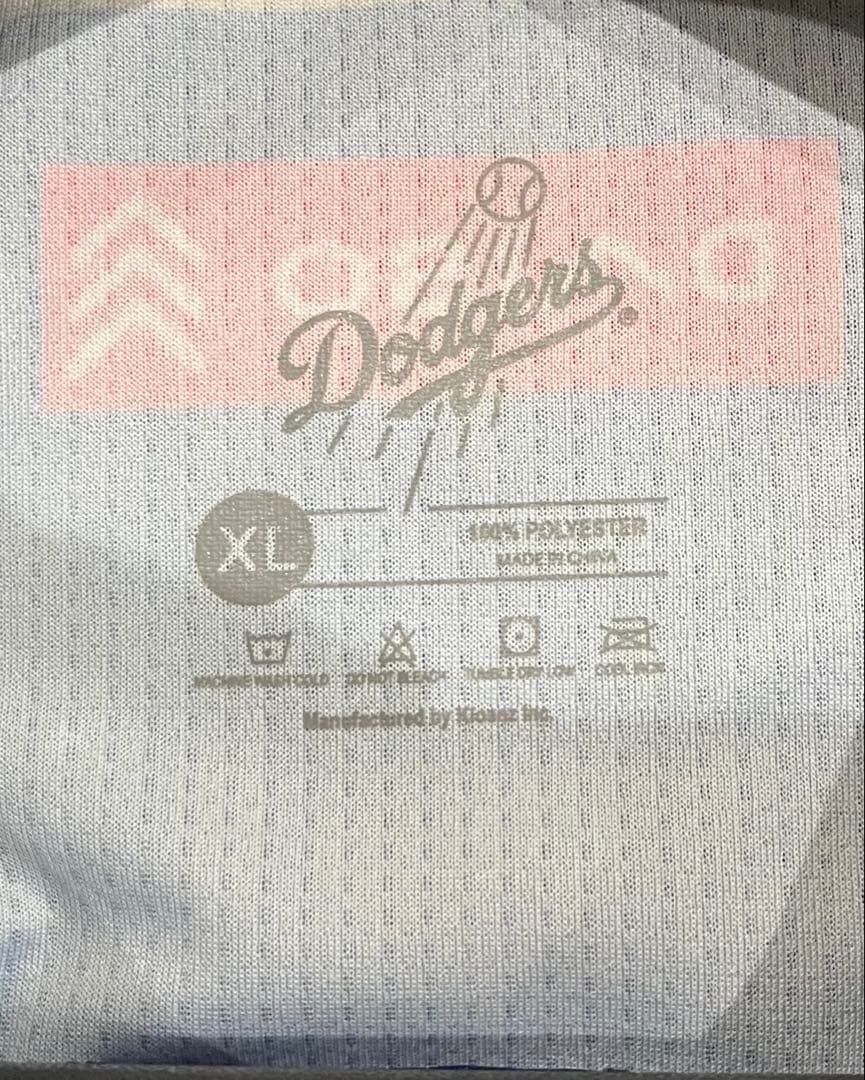 Dodgers®
XL
100% POLYESTER
MADE IN CHINA
MACHINE WASH COLD DO NOT BLEACH TUMBLE DRY LOW COOL IRON
Manufactured by Inc.